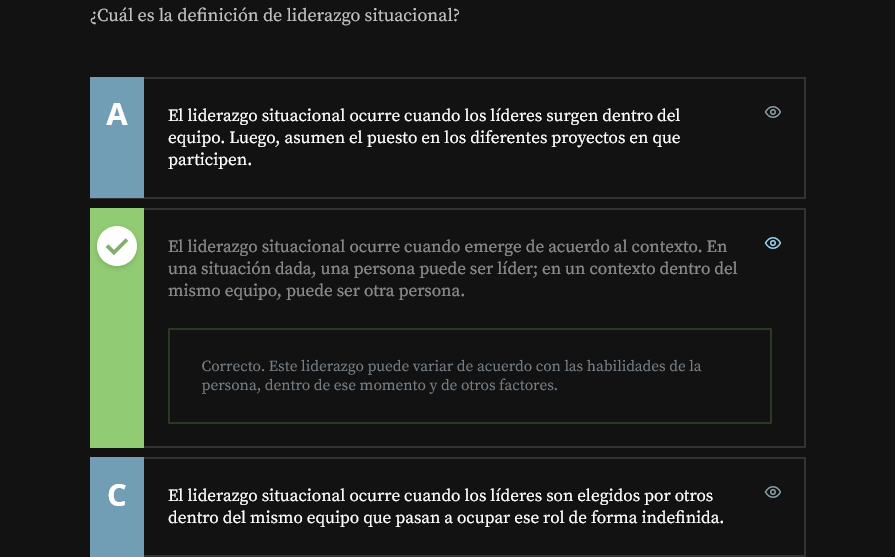 ¿Cuál es la definición de liderazgo situacional?
A
El liderazgo situacional ocurre cuando los líderes surgen dentro del
equipo. Luego, asumen el puesto en los diferentes proyectos en que
participen.
El liderazgo situacional ocurre cuando emerge de acuerdo al contexto. En
una situación dada, una persona puede ser líder; en un contexto dentro del
mismo equipo, puede ser otra persona.
Correcto. Este liderazgo puede variar de acuerdo con las habilidades de la
persona, dentro de ese momento y de otros factores.
C
El liderazgo situacional ocurre cuando los líderes son elegidos por otros
dentro del mismo equipo que pasan a ocupar ese rol de forma indefinida.